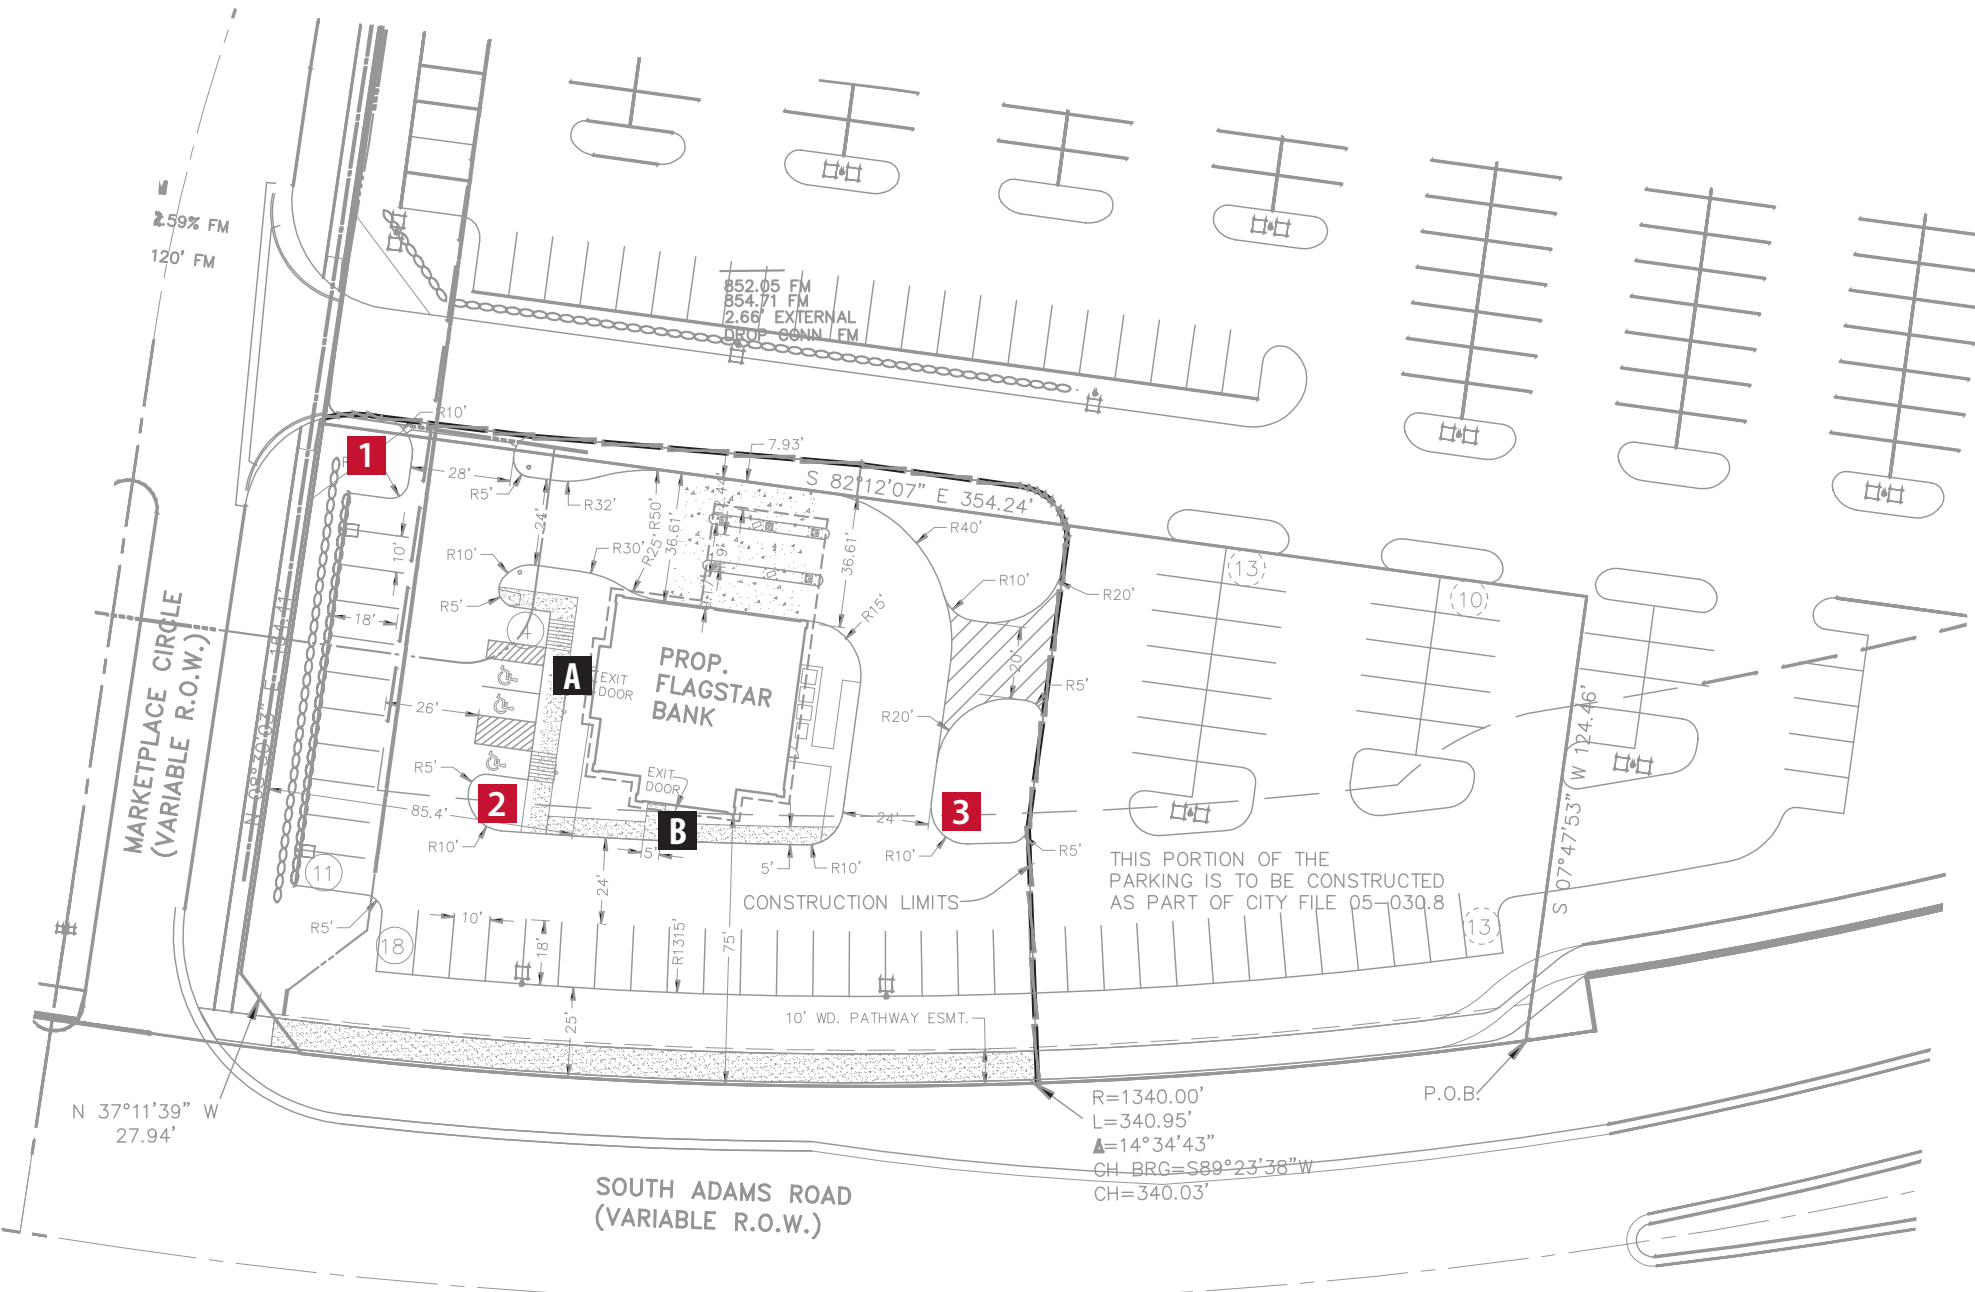 2.59% FM
120' FM
852.05 FM
854.71 FM
2.66' EXTERNAL
DROP CONN. FM
R10'
1
28'
7.93'
S 82°12'07" E 354.24'
R5'
R32'
24'
R50'
R25'
36.61'
R40'
36.61'
R10'
R30'
R10'
R20'
R15'
10'
18'
R5'
4
13
10
20'
R5'
MARKETPLACE CIRCLE
(VARIABLE R.O.W.)
A
EXIT
DOOR
PROP.
FLAGSTAR
BANK
26'
R20'
S 07°47'53" W 124.46'
R5'
EXIT
DOOR
2
85.4'
R10'
B
5'
5'
R10'
24'
3
R10'
R5'
11
THIS PORTION OF THE
PARKING IS TO BE CONSTRUCTED
AS PART OF CITY FILE 05-030.8
CONSTRUCTION LIMITS
24'
R5'
18
10'
18'
R1315'
75'
13
25'
10' WD. PATHWAY ESMT.
N 37°11'39" W
27.94'
R=1340.00'
L=340.95'
Δ=14°34'43"
CH BRG=S89°23'38"W
CH=340.03'
P.O.B.
SOUTH ADAMS ROAD
(VARIABLE R.O.W.)